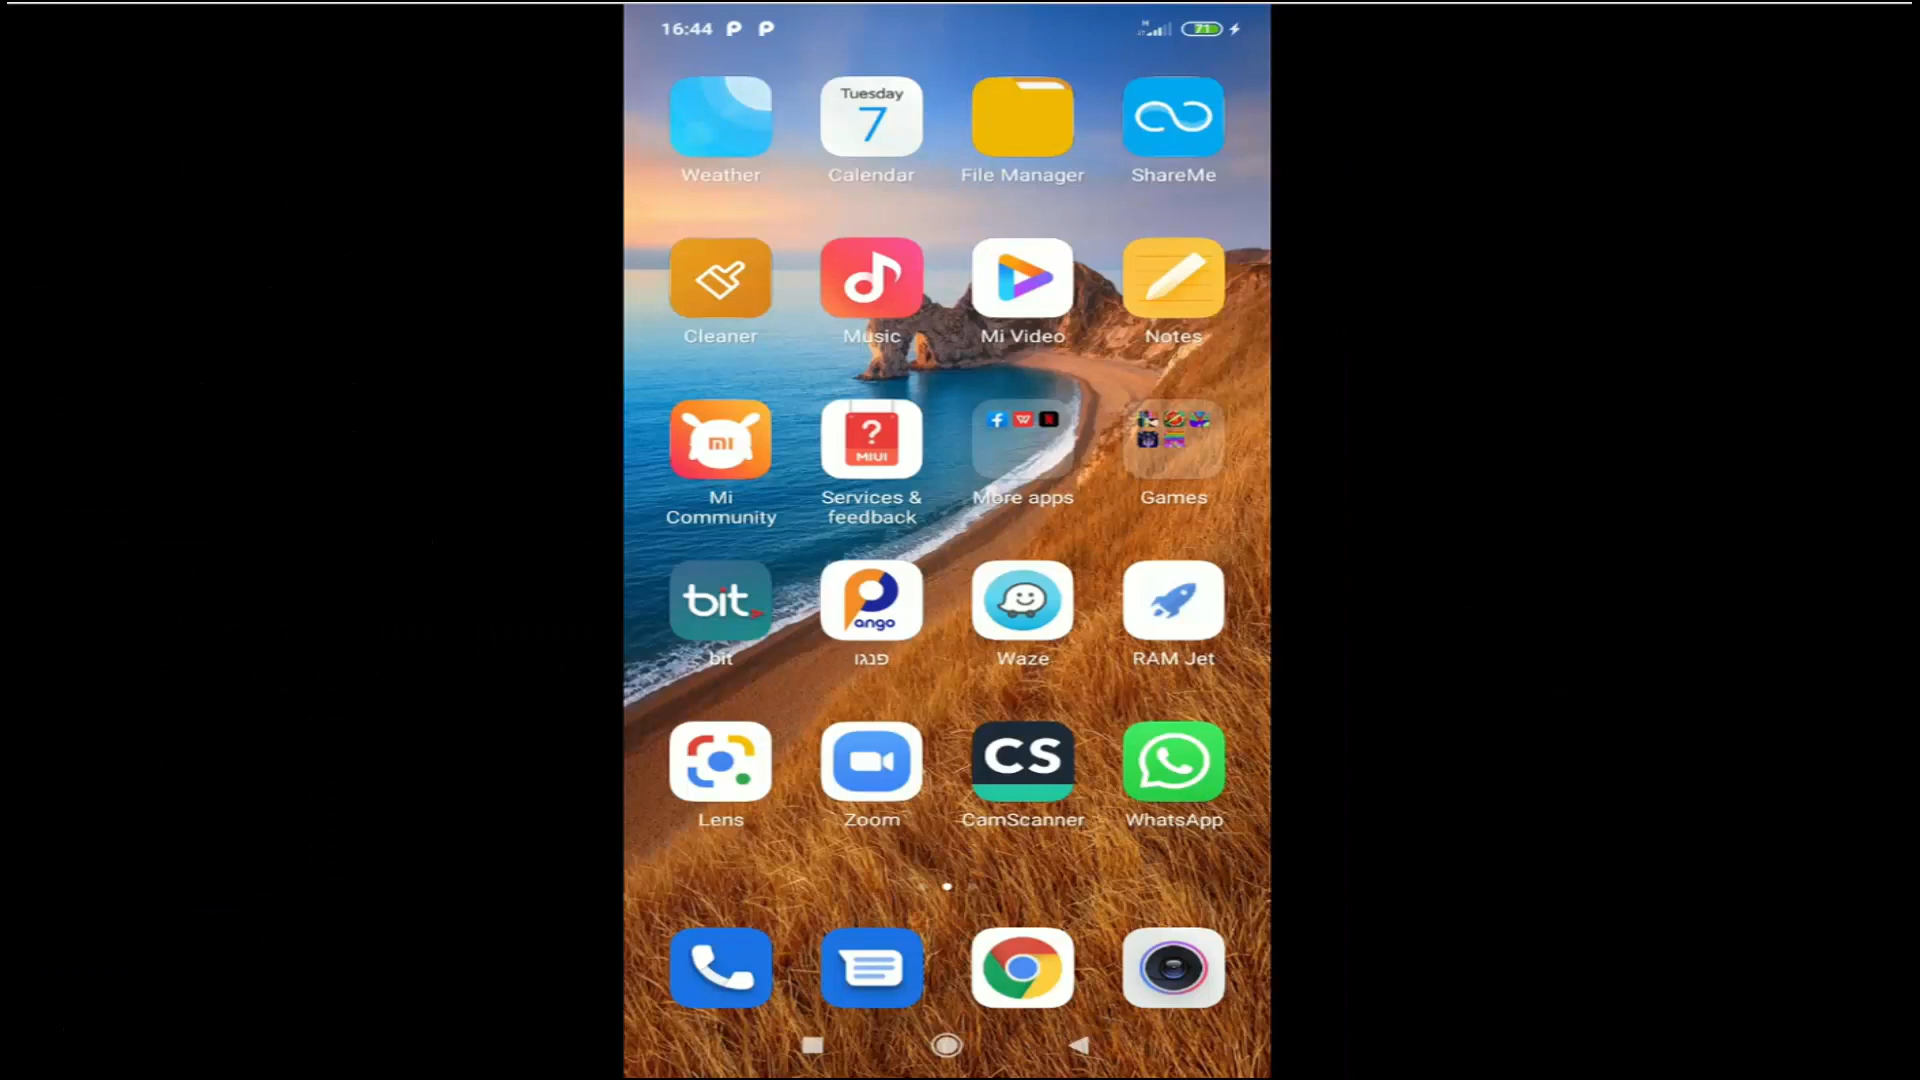 16:44 P P
71
Tuesday
7
Weather Calendar File Manager ShareMe
Cleaner Music Mi Video Notes
mi
?
MIUI
Mi Community
Services & feedback
More apps Games
bit
ango
bit פנגו Waze RAM Jet
CS
Lens Zoom CamScanner WhatsApp